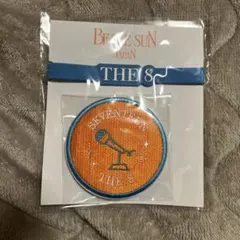 BE THE SUN
JAPAN
THE 8
SEVENTEEN
THE 8